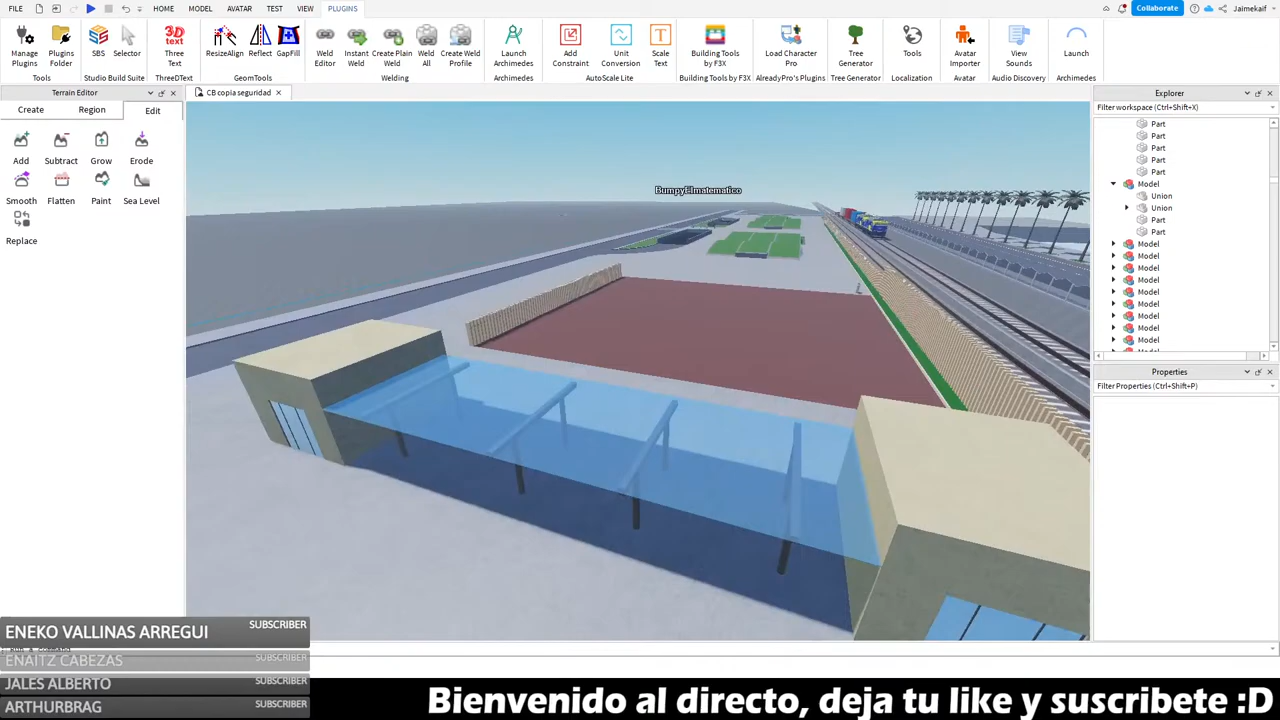 FILE HOME MODEL AVATAR TEST VIEW PLUGINS Collaborate Jaimekaif
Manage Plugins Plugins Folder SBS Selector Three Text ResizeAlign Reflect GapFill Weld Editor Instant Weld Create Plain Weld Weld All Create Weld Profile Launch Archimedes Add Constraint Unit Conversion Scale Text Building Tools by F3X Load Character Pro Tree Generator Tools Avatar Importer View Sounds Launch
Tools Studio Build Suite ThreeDText GeomTools Welding Archimedes AutoScale Lite Building Tools by F3X AlreadyPro's Plugins Tree Generator Localization Avatar Audio Discovery Archimedes
Terrain Editor
CB copia seguridad
Create Region Edit
Add Subtract Grow Erode
Smooth Flatten Paint Sea Level
Replace
Explorer
Filter workspace (Ctrl+Shift+X)
Part
Part
Part
Part
Part
Model
Union
Union
Part
Part
Model
Model
Model
Model
Model
Model
Model
Model
Model
Properties
Filter Properties (Ctrl+Shift+P)
ENEKO VALLINAS ARREGUI SUBSCRIBER
ENAITZ CABEZAS SUBSCRIBER
JALES ALBERTO SUBSCRIBER
ARTHURBRAG SUBSCRIBER
Bienvenido al directo, deja tu like y suscribete :D